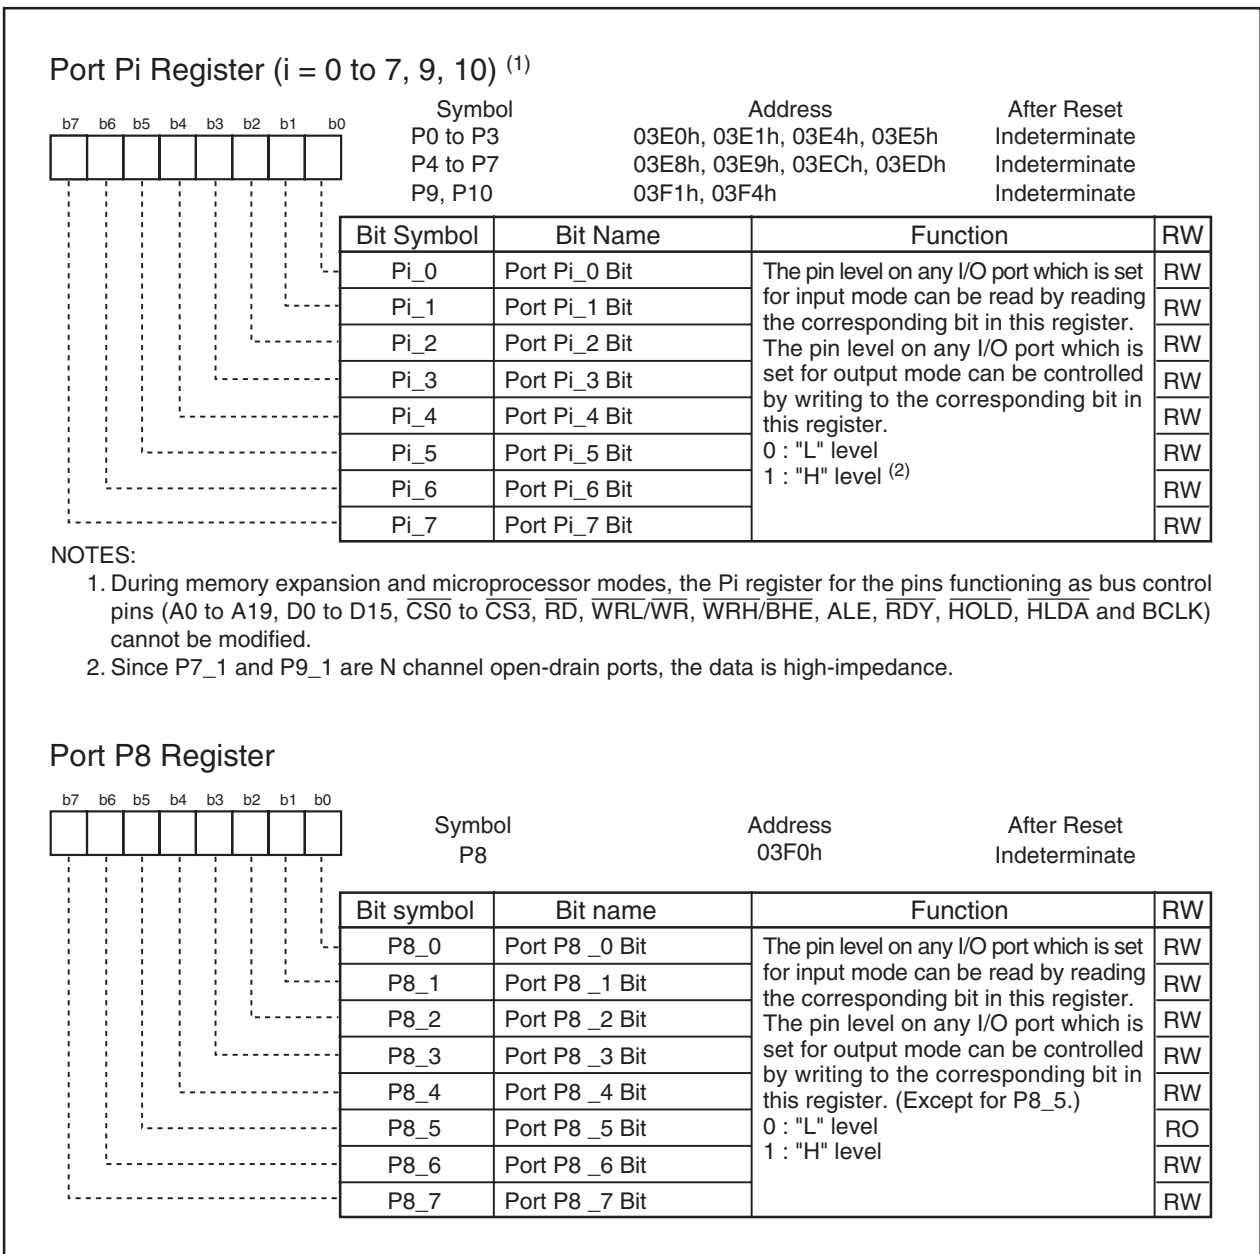 Port Pi Register (i = 0 to 7, 9, 10) (1)
b7 b6 b5 b4 b3 b2 b1 b0
Symbol Address After Reset
P0 to P3 03E0h, 03E1h, 03E4h, 03E5h Indeterminate
P4 to P7 03E8h, 03E9h, 03ECh, 03EDh Indeterminate
P9, P10 03F1h, 03F4h Indeterminate
Bit Symbol Bit Name Function RW
Pi_0 Port Pi_0 Bit The pin level on any I/O port which is set RW
for input mode can be read by reading
Pi_1 Port Pi_1 Bit RW
the corresponding bit in this register.
Pi_2 Port Pi_2 Bit The pin level on any I/O port which is RW
Pi_3 Port Pi_3 Bit set for output mode can be controlled RW
by writing to the corresponding bit in
Pi_4 Port Pi_4 Bit this register. RW
Pi_5 Port Pi_5 Bit 0 : "L" level RW
1 : "H" level (2)
Pi_6 Port Pi_6 Bit RW
Pi_7 Port Pi_7 Bit RW
NOTES:
1. During memory expansion and microprocessor modes, the Pi register for the pins functioning as bus control
pins (A0 to A19, D0 to D15, C̅S̅0̅ to C̅S̅3̅, R̅D̅, W̅R̅L̅/W̅R̅, W̅R̅H̅/B̅H̅E̅, ALE, R̅D̅Y̅, H̅O̅L̅D̅, H̅L̅D̅A̅ and BCLK)
cannot be modified.
2. Since P7_1 and P9_1 are N channel open-drain ports, the data is high-impedance.
Port P8 Register
b7 b6 b5 b4 b3 b2 b1 b0
Symbol Address After Reset
P8 03F0h Indeterminate
Bit symbol Bit name Function RW
P8_0 Port P8 _0 Bit The pin level on any I/O port which is set RW
for input mode can be read by reading
P8_1 Port P8 _1 Bit RW
the corresponding bit in this register.
P8_2 Port P8 _2 Bit The pin level on any I/O port which is RW
P8_3 Port P8 _3 Bit set for output mode can be controlled RW
by writing to the corresponding bit in
P8_4 Port P8 _4 Bit this register. (Except for P8_5.) RW
P8_5 Port P8 _5 Bit 0 : "L" level RO
1 : "H" level
P8_6 Port P8 _6 Bit RW
P8_7 Port P8 _7 Bit RW